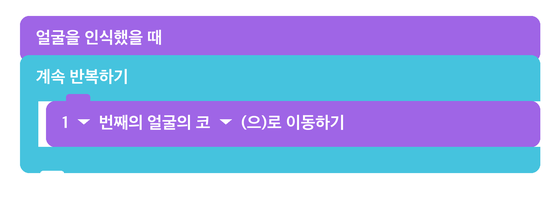 얼굴을 인식했을 때
계속 반복하기
1 번째의 얼굴의 코 (으)로 이동하기